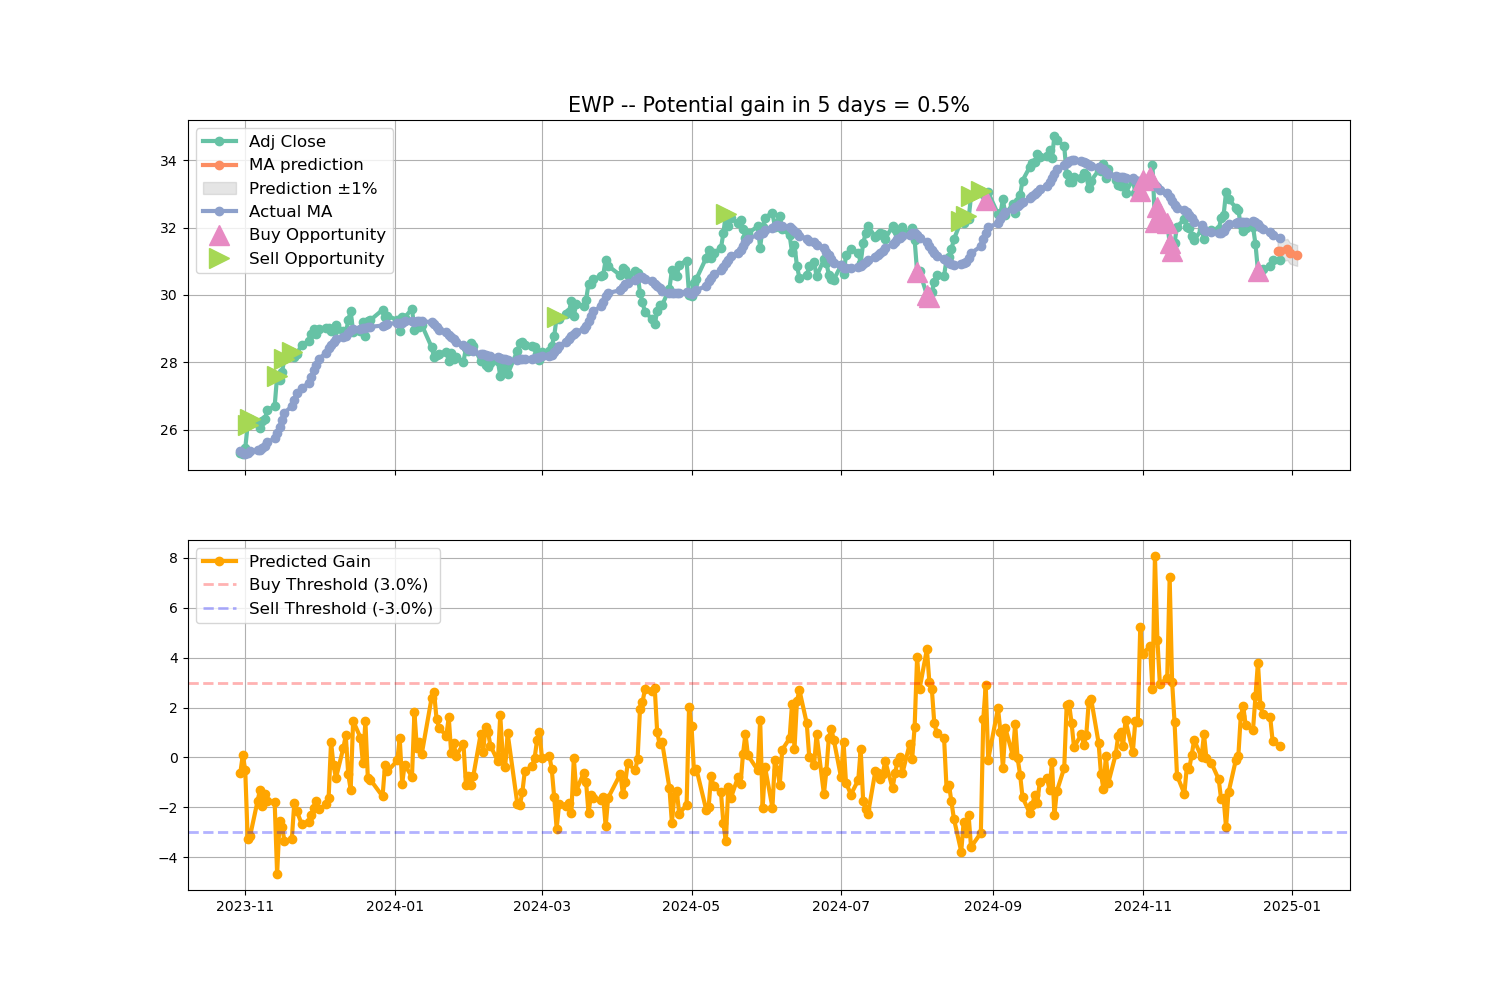 EWP -- Potential gain in 5 days = 0.5%
Adj Close
MA prediction
Prediction ±1%
Actual MA
Buy Opportunity
Sell Opportunity
34
32
30
28
26
Predicted Gain
Buy Threshold (3.0%)
Sell Threshold (-3.0%)
8
6
4
2
0
−2
−4
2023-11
2024-01
2024-03
2024-05
2024-07
2024-09
2024-11
2025-01